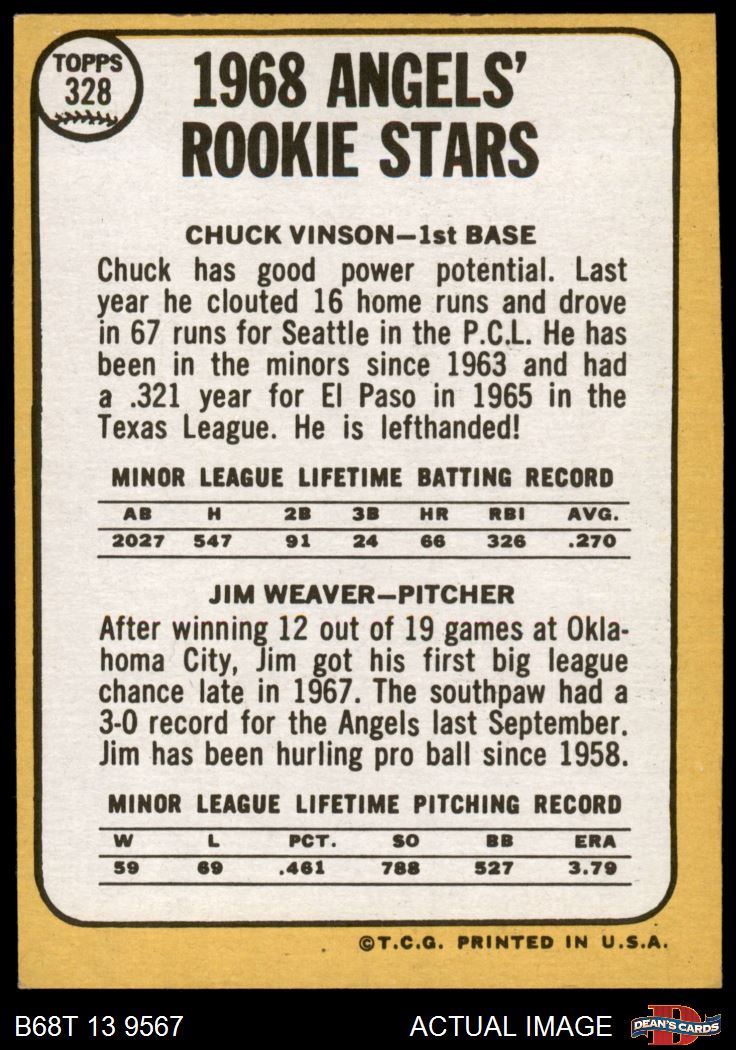 TOPPS
328
1968 ANGELS'
ROOKIE STARS
CHUCK VINSON—1st BASE
Chuck has good power potential. Last
year he clouted 16 home runs and drove
in 67 runs for Seattle in the P.C.L. He has
been in the minors since 1963 and had
a .321 year for El Paso in 1965 in the
Texas League. He is lefthanded!
MINOR LEAGUE LIFETIME BATTING RECORD
AB H 2B 3B HR RBI AVG.
2027 547 91 24 66 326 .270
JIM WEAVER—PITCHER
After winning 12 out of 19 games at Okla-
homa City, Jim got his first big league
chance late in 1967. The southpaw had a
3-0 record for the Angels last September.
Jim has been hurling pro ball since 1958.
MINOR LEAGUE LIFETIME PITCHING RECORD
W L PCT. SO BB ERA
59 69 .461 788 527 3.79
©T.C.G. PRINTED IN U.S.A.
B68T 13 9567
ACTUAL IMAGE
D
DEAN'S CARDS